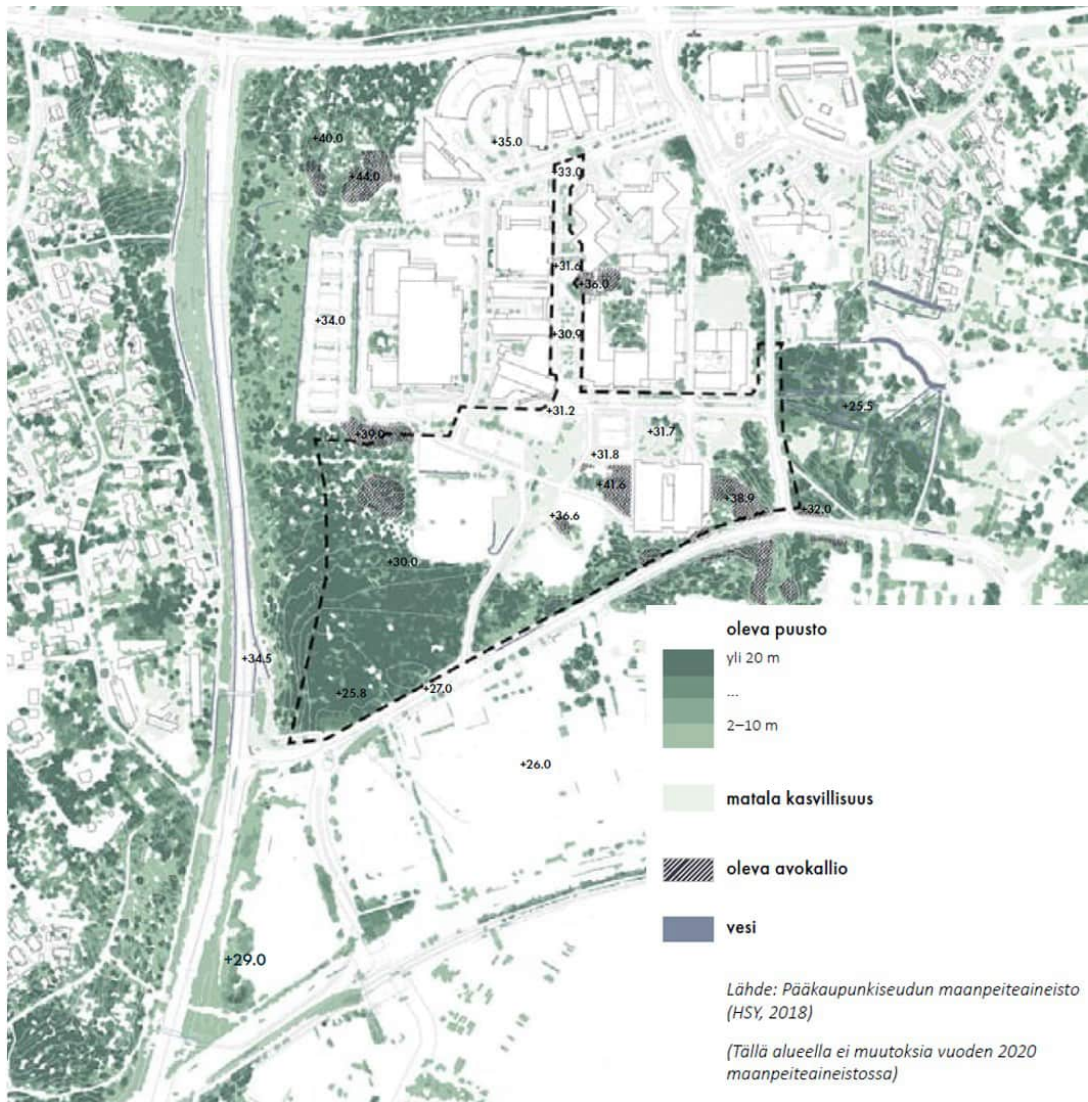 +40.0
+44.0
+35.0
+33.0
+31.6
+36.0
+34.0
+30.9
+31.2
+25.5
+39.0
+31.7
+31.8
+41.6
+38.9
+36.6
+32.0
+30.0
+34.5
+25.8
+27.0
+26.0
+29.0
oleva puusto
yli 20 m
...
2–10 m
matala kasvillisuus
oleva avokallio
vesi
Lähde: Pääkaupunkiseudun maanpeiteaineisto
(HSY, 2018)
(Tällä alueella ei muutoksia vuoden 2020
maanpeiteaineistossa)